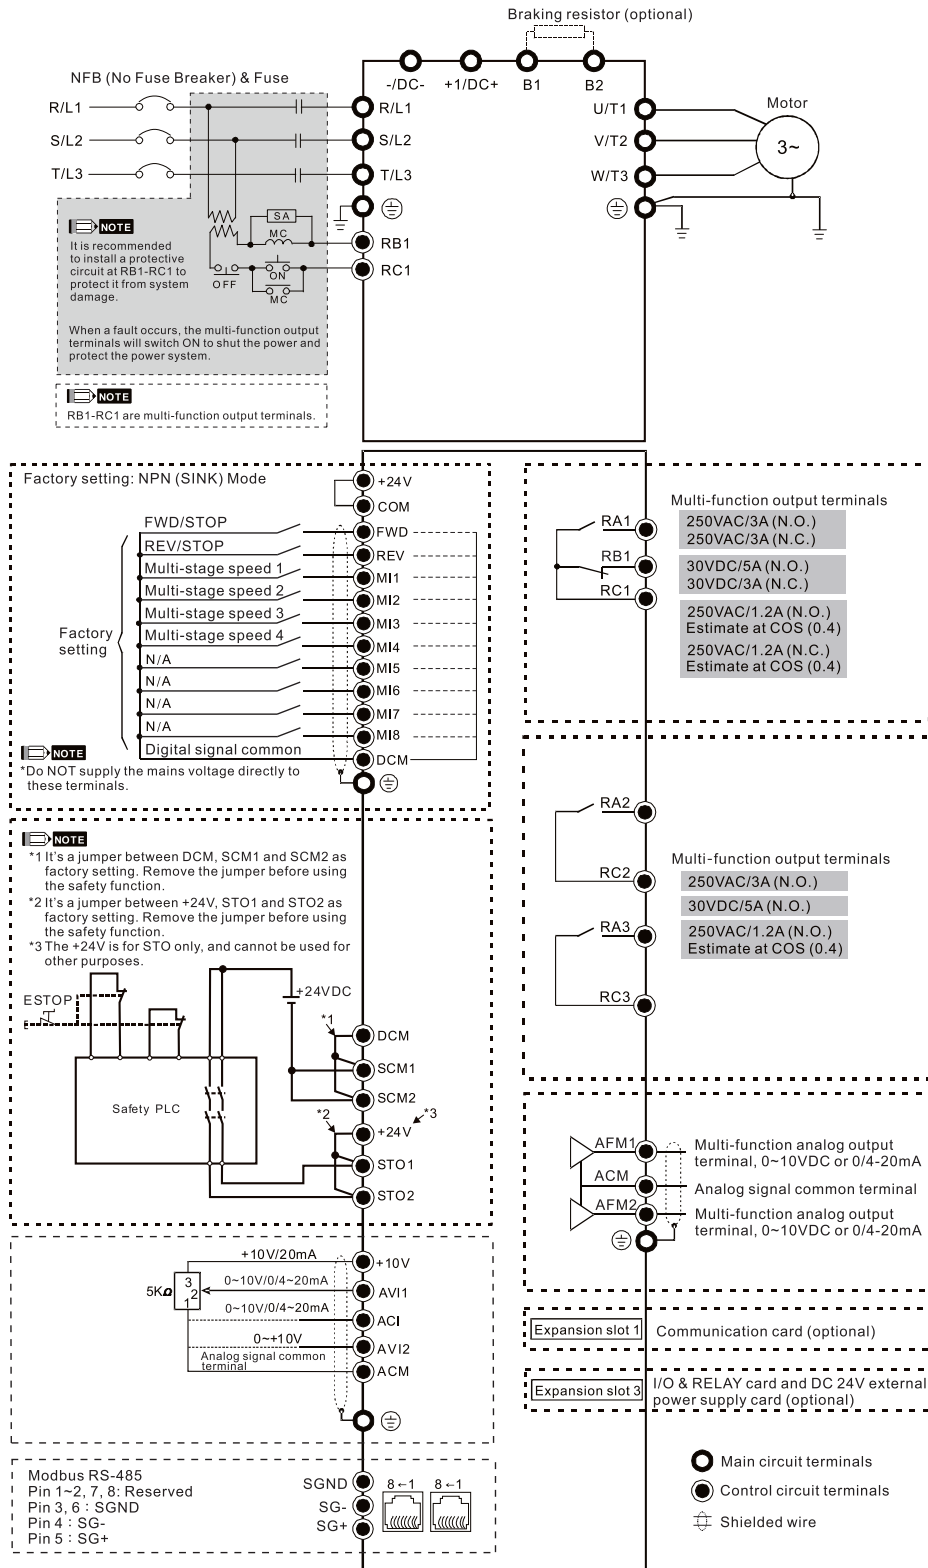 Braking resistor (optional)
NFB (No Fuse Breaker) & Fuse
-/DC-
+1/DC+
B1
B2
R/L1
R/L1
U/T1
Motor
S/L2
S/L2
V/T2
3~
T/L3
T/L3
W/T3
NOTE
It is recommended
to install a protective
circuit at RB1-RC1 to
protect it from system
damage.
SA
MC
RB1
RC1
OFF
ON
MC
When a fault occurs, the multi-function output
terminals will switch ON to shut the power and
protect the power system.
NOTE
RB1-RC1 are multi-function output terminals.
Factory setting: NPN (SINK) Mode
+24V
COM
FWD/STOP
FWD
REV/STOP
REV
Multi-stage speed 1
MI1
Multi-stage speed 2
MI2
Multi-stage speed 3
MI3
Multi-stage speed 4
MI4
Factory
setting
N/A
MI5
N/A
MI6
N/A
MI7
N/A
MI8
Digital signal common
DCM
NOTE
*Do NOT supply the mains voltage directly to
these terminals.
Multi-function output terminals
RA1
250VAC/3A (N.O.)
250VAC/3A (N.C.)
RB1
30VDC/5A (N.O.)
30VDC/3A (N.C.)
RC1
250VAC/1.2A (N.O.)
Estimate at COS (0.4)
250VAC/1.2A (N.C.)
Estimate at COS (0.4)
RA2
RC2
Multi-function output terminals
250VAC/3A (N.O.)
30VDC/5A (N.O.)
RA3
250VAC/1.2A (N.O.)
Estimate at COS (0.4)
RC3
NOTE
*1 It's a jumper between DCM, SCM1 and SCM2 as
factory setting. Remove the jumper before using
the safety function.
*2 It's a jumper between +24V, STO1 and STO2 as
factory setting. Remove the jumper before using
the safety function.
*3 The +24V is for STO only, and cannot be used for
other purposes.
ESTOP
+24VDC
*1
DCM
SCM1
SCM2
Safety PLC
*2
*3
+24V
STO1
STO2
AFM1
Multi-function analog output
terminal, 0~10VDC or 0/4-20mA
ACM
Analog signal common terminal
AFM2
Multi-function analog output
terminal, 0~10VDC or 0/4-20mA
+10V/20mA
+10V
5KΩ
3
2
1
0~10V/0/4~20mA
AVI1
0~10V/0/4~20mA
ACI
0~+10V
AVI2
Analog signal common
terminal
ACM
Expansion slot 1
Communication card (optional)
Expansion slot 3
I/O & RELAY card and DC 24V external
power supply card (optional)
Modbus RS-485
Pin 1~2, 7, 8: Reserved
Pin 3, 6 : SGND
Pin 4 : SG-
Pin 5 : SG+
SGND
SG-
SG+
8←1
8←1
Main circuit terminals
Control circuit terminals
Shielded wire